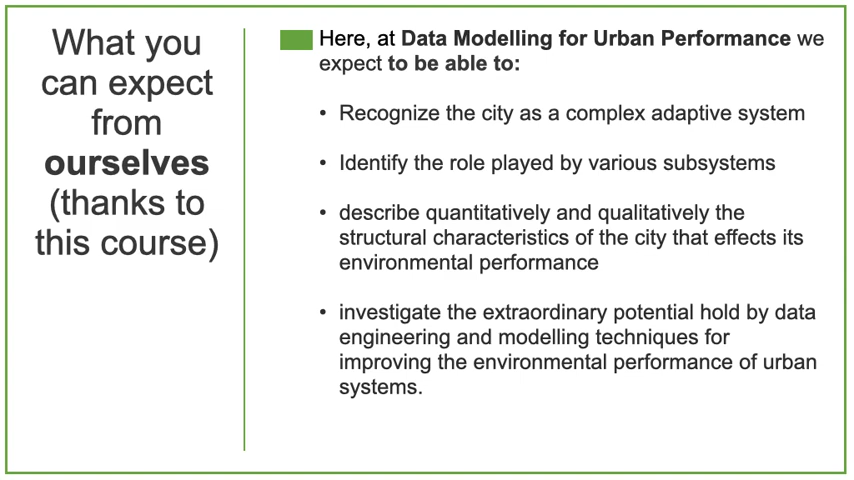 What you
can expect
from
ourselves
(thanks to
this course)
Here, at Data Modelling for Urban Performance we
expect to be able to:
• Recognize the city as a complex adaptive system
• Identify the role played by various subsystems
• describe quantitatively and qualitatively the
structural characteristics of the city that effects its
environmental performance
• investigate the extraordinary potential hold by data
engineering and modelling techniques for
improving the environmental performance of urban
systems.